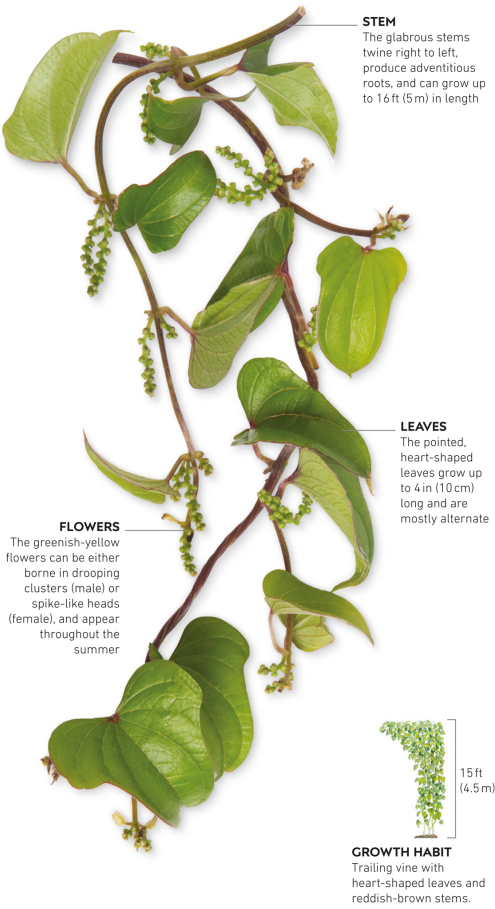 STEM
The glabrous stems
twine right to left,
produce adventitious
roots, and can grow up
to 16 ft (5 m) in length
LEAVES
The pointed,
heart-shaped
leaves grow up
to 4 in (10 cm)
long and are
mostly alternate
FLOWERS
The greenish-yellow
flowers can be either
borne in drooping
clusters (male) or
spike-like heads
(female), and appear
throughout the
summer
15 ft
(4.5 m)
GROWTH HABIT
Trailing vine with
heart-shaped leaves and
reddish-brown stems.